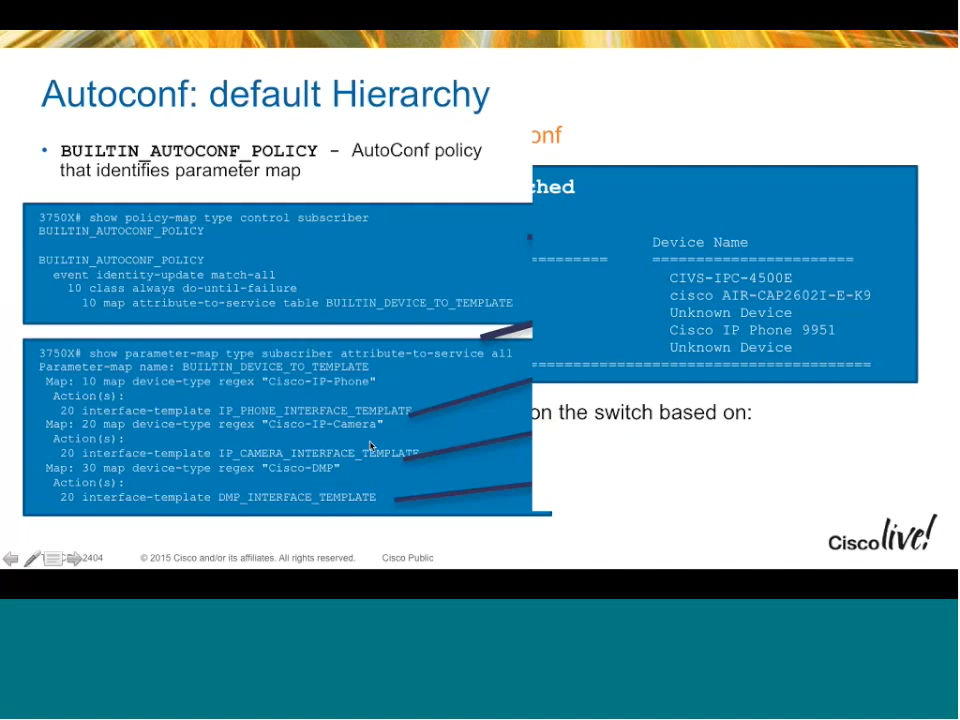 Autoconf: default Hierarchy
• BUILTIN_AUTOCONF_POLICY - AutoConf policy
that identifies parameter map
3750X# show policy-map type control subscriber
BUILTIN_AUTOCONF_POLICY
BUILTIN_AUTOCONF_POLICY
event identity-update match-all
10 class always do-until-failure
10 map attribute-to-service table BUILTIN_DEVICE_TO_TEMPLATE
3750X# show parameter-map type subscriber attribute-to-service all
Parameter-map name: BUILTIN_DEVICE_TO_TEMPLATE
Map: 10 map device-type regex "Cisco-IP-Phone"
Action(s):
20 interface-template IP_PHONE_INTERFACE_TEMPLATE
Map: 20 map device-type regex "Cisco-IP-Camera"
Action(s):
20 interface-template IP_CAMERA_INTERFACE_TEMPLATE
Map: 30 map device-type regex "Cisco-DMP"
Action(s):
20 interface-template DMP_INTERFACE_TEMPLATE
onf
ched
Device Name
========= =======================
CIVS-IPC-4500E
cisco AIR-CAP2602I-E-K9
Unknown Device
Cisco IP Phone 9951
Unknown Device
=======================================
on the switch based on:
Cisco live!
2404 © 2015 Cisco and/or its affiliates. All rights reserved. Cisco Public